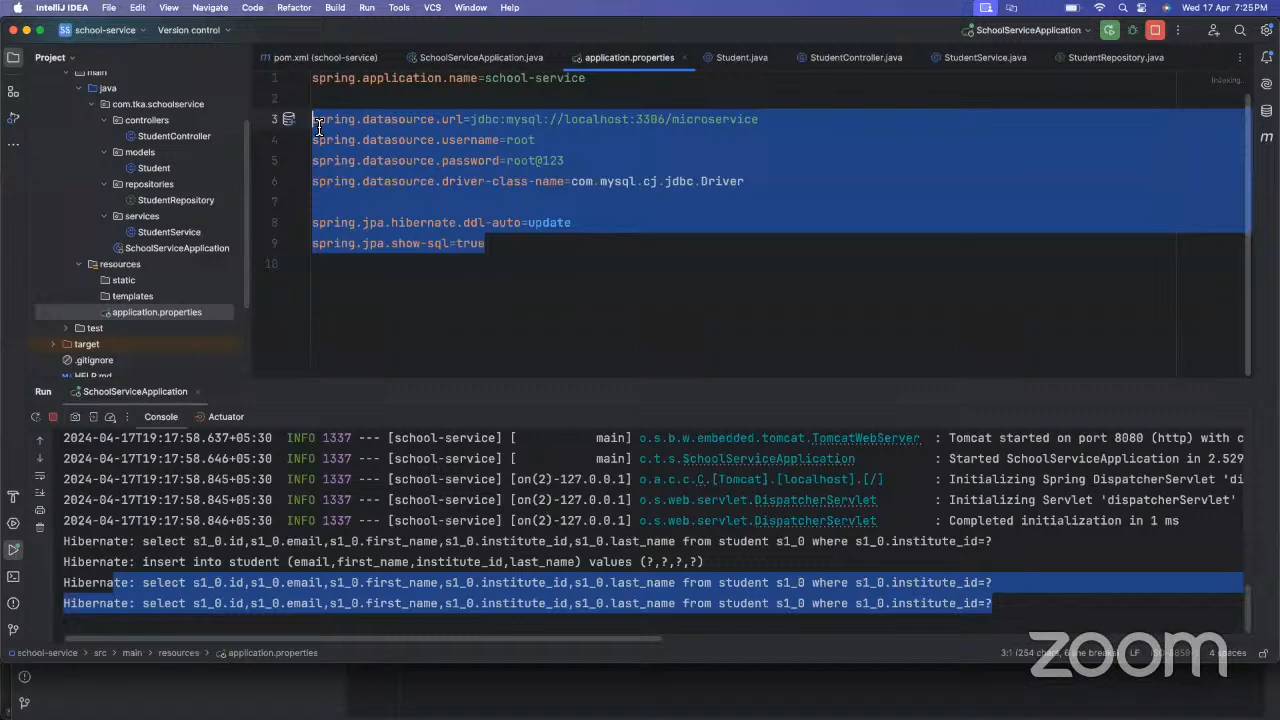 IntelliJ IDEA File Edit View Navigate Code Refactor Build Run Tools VCS Window Help Wed 17 Apr 7:25PM
SS school-service Version control SchoolServiceApplication
Project pom.xml (school-service) SchoolServiceApplication.java application.properties Student.java StudentController.java StudentService.java StudentRepository.java
main
java
com.tka.schoolservice
controllers
StudentController
models
Student
repositories
StudentRepository
services
StudentService
SchoolServiceApplication
resources
static
templates
application.properties
test
target
.gitignore
HELP.md
Indexing...
1 spring.application.name=school-service
2
3 spring.datasource.url=jdbc:mysql://localhost:3306/microservice
4 spring.datasource.username=root
5 spring.datasource.password=root@123
6 spring.datasource.driver-class-name=com.mysql.cj.jdbc.Driver
7
8 spring.jpa.hibernate.ddl-auto=update
9 spring.jpa.show-sql=true
10
Run SchoolServiceApplication
Console Actuator
2024-04-17T19:17:58.637+05:30 INFO 1337 --- [school-service] [ main] o.s.b.w.embedded.tomcat.TomcatWebServer : Tomcat started on port 8080 (http) with c
2024-04-17T19:17:58.646+05:30 INFO 1337 --- [school-service] [ main] c.t.s.SchoolServiceApplication : Started SchoolServiceApplication in 2.529
2024-04-17T19:17:58.845+05:30 INFO 1337 --- [school-service] [on(2)-127.0.0.1] o.a.c.c.C.[Tomcat].[localhost].[/] : Initializing Spring DispatcherServlet 'di
2024-04-17T19:17:58.845+05:30 INFO 1337 --- [school-service] [on(2)-127.0.0.1] o.s.web.servlet.DispatcherServlet : Initializing Servlet 'dispatcherServlet'
2024-04-17T19:17:58.846+05:30 INFO 1337 --- [school-service] [on(2)-127.0.0.1] o.s.web.servlet.DispatcherServlet : Completed initialization in 1 ms
Hibernate: select s1_0.id,s1_0.email,s1_0.first_name,s1_0.institute_id,s1_0.last_name from student s1_0 where s1_0.institute_id=?
Hibernate: insert into student (email,first_name,institute_id,last_name) values (?,?,?,?)
Hibernate: select s1_0.id,s1_0.email,s1_0.first_name,s1_0.institute_id,s1_0.last_name from student s1_0 where s1_0.institute_id=?
Hibernate: select s1_0.id,s1_0.email,s1_0.first_name,s1_0.institute_id,s1_0.last_name from student s1_0 where s1_0.institute_id=?
school-service > src > main > resources > application.properties 3:1 (254 chars, 6 line breaks) LF 4 spaces
zoom